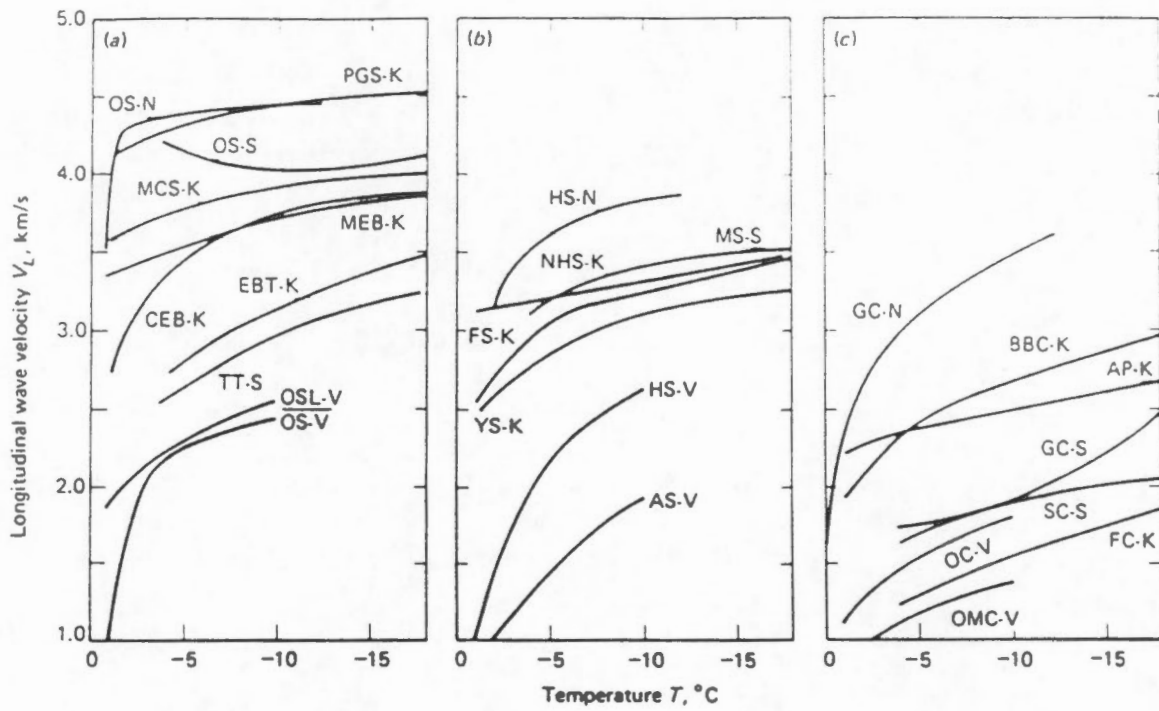 5.0
4.0
3.0
2.0
1.0
Longitudinal wave velocity V_L, km/s
(a)
PGS-K
OS-N
OS-S
MCS-K
MEB-K
EBT-K
CEB-K
TT-S
OSL-V
OS-V
0
-5
-10
-15
(b)
HS-N
MS-S
NHS-K
FS-K
YS-K
HS-V
AS-V
0
-5
-10
-15
(c)
GC-N
BBC-K
AP-K
GC-S
SC-S
OC-V
FC-K
OMC-V
0
-5
-10
-15
Temperature T, °C